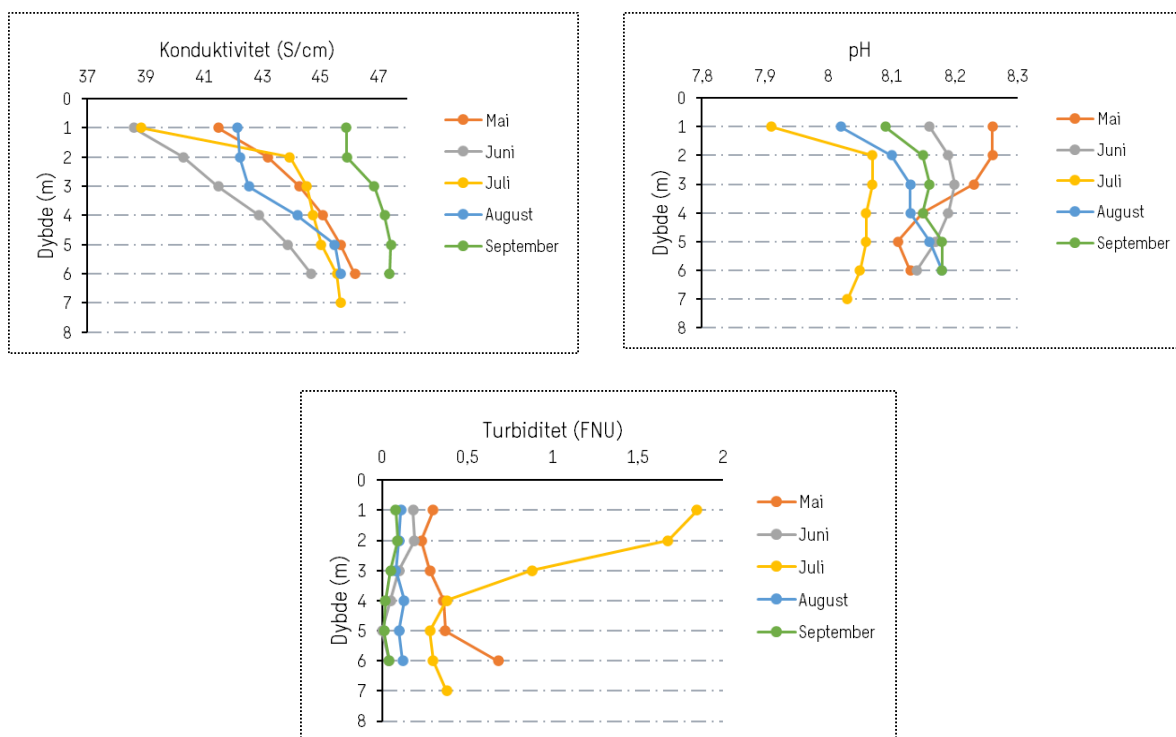 Konduktivitet (S/cm)
37 39 41 43 45 47
0
1
2
3
4
5
6
7
8
Dybde (m)
Mai
Juni
Juli
August
September
pH
7,8 7,9 8 8,1 8,2 8,3
0
1
2
3
4
5
6
7
8
Dybde (m)
Mai
Juni
Juli
August
September
Turbiditet (FNU)
0 0,5 1 1,5 2
0
1
2
3
4
5
6
7
8
Dybde (m)
Mai
Juni
Juli
August
September